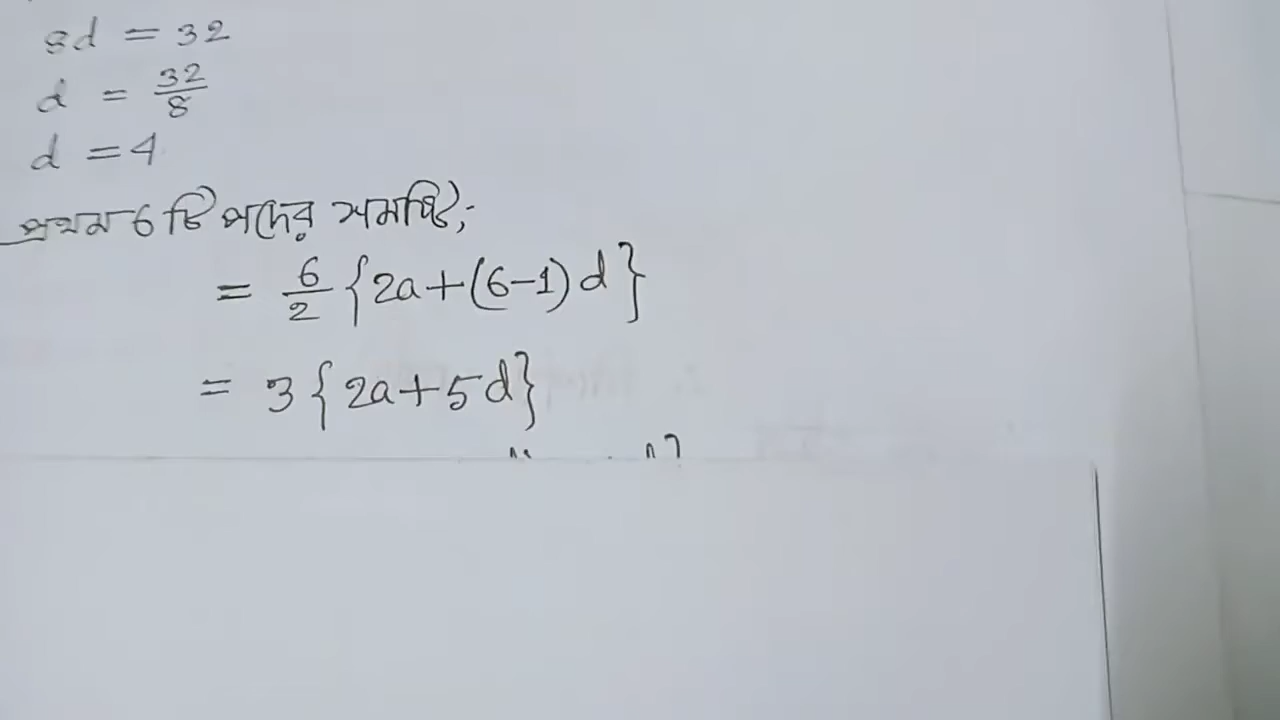 8d = 32
d = 32/8
d = 4
প্রথম 6 টি পদের সমষ্টি;
= 6/2 {2a+(6-1)d}
= 3{2a+5d}